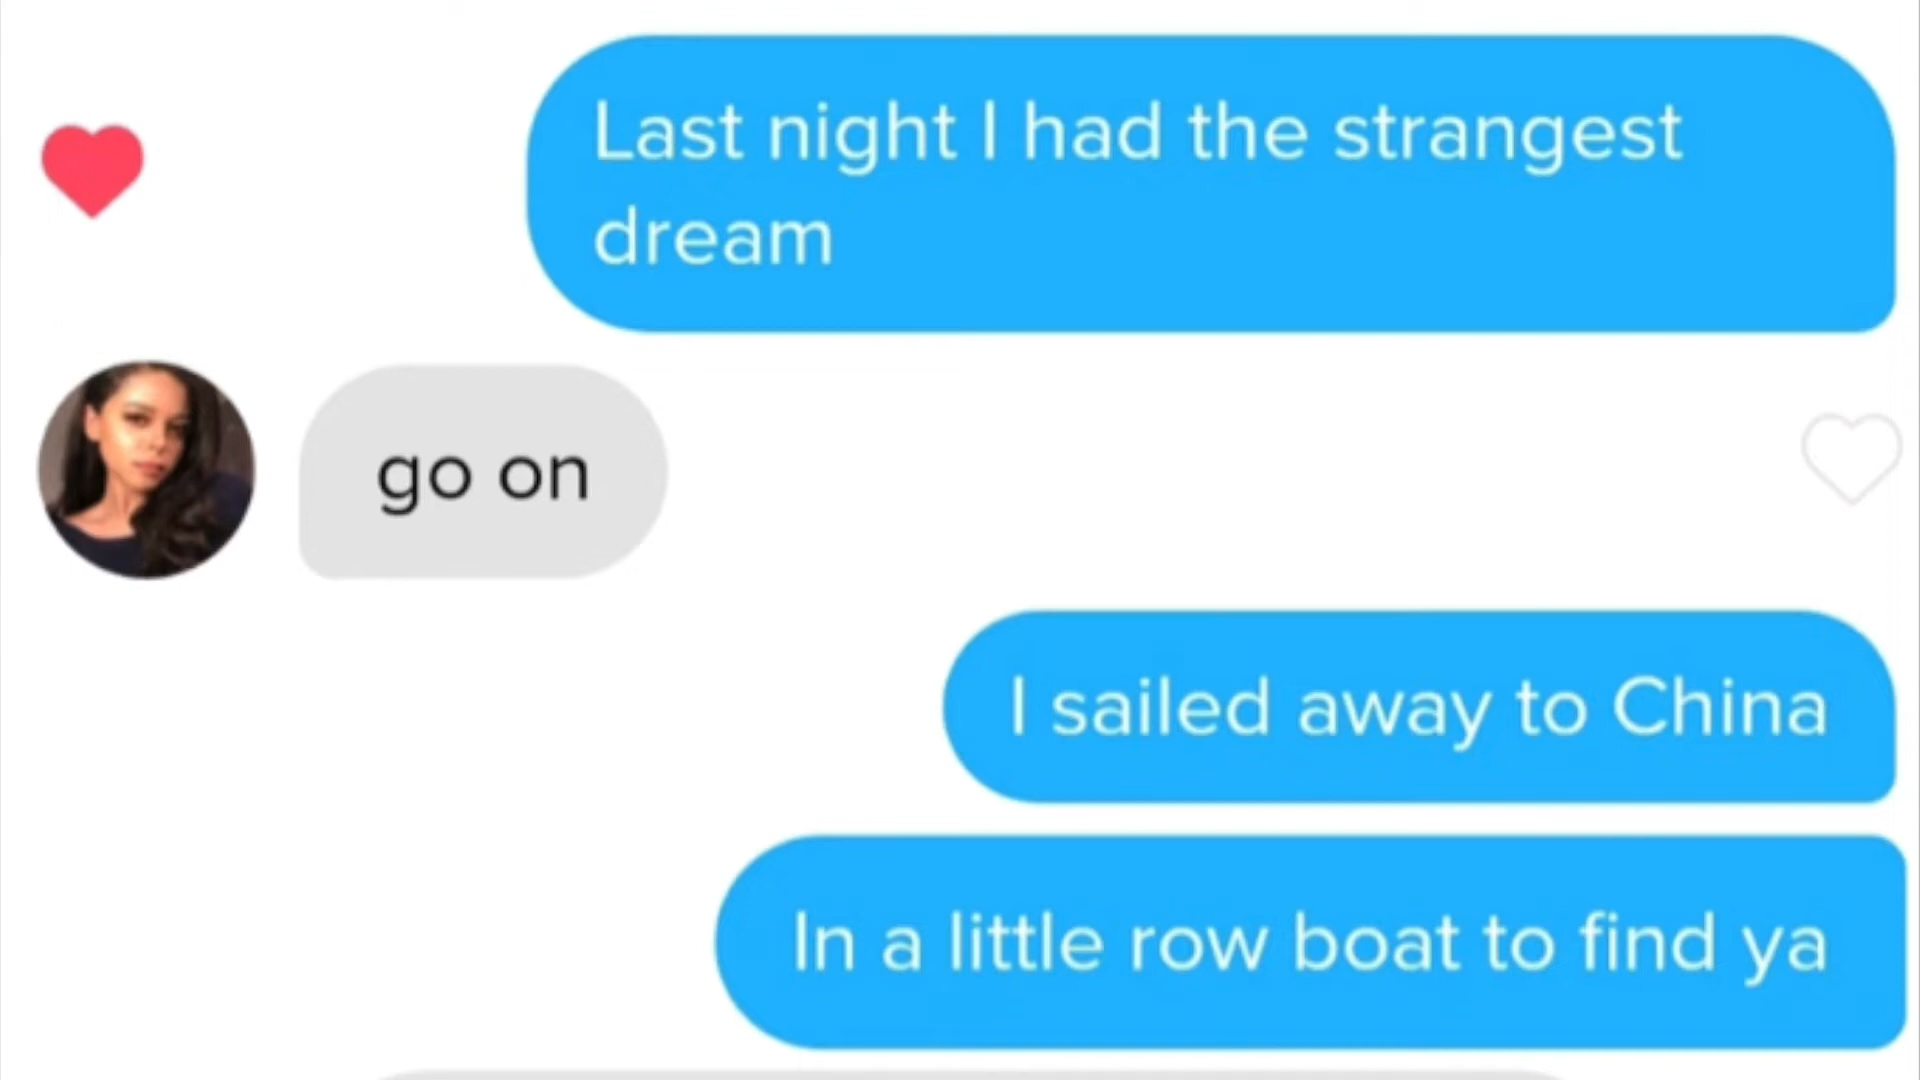 Last night I had the strangest
dream
go on
I sailed away to China
In a little row boat to find ya